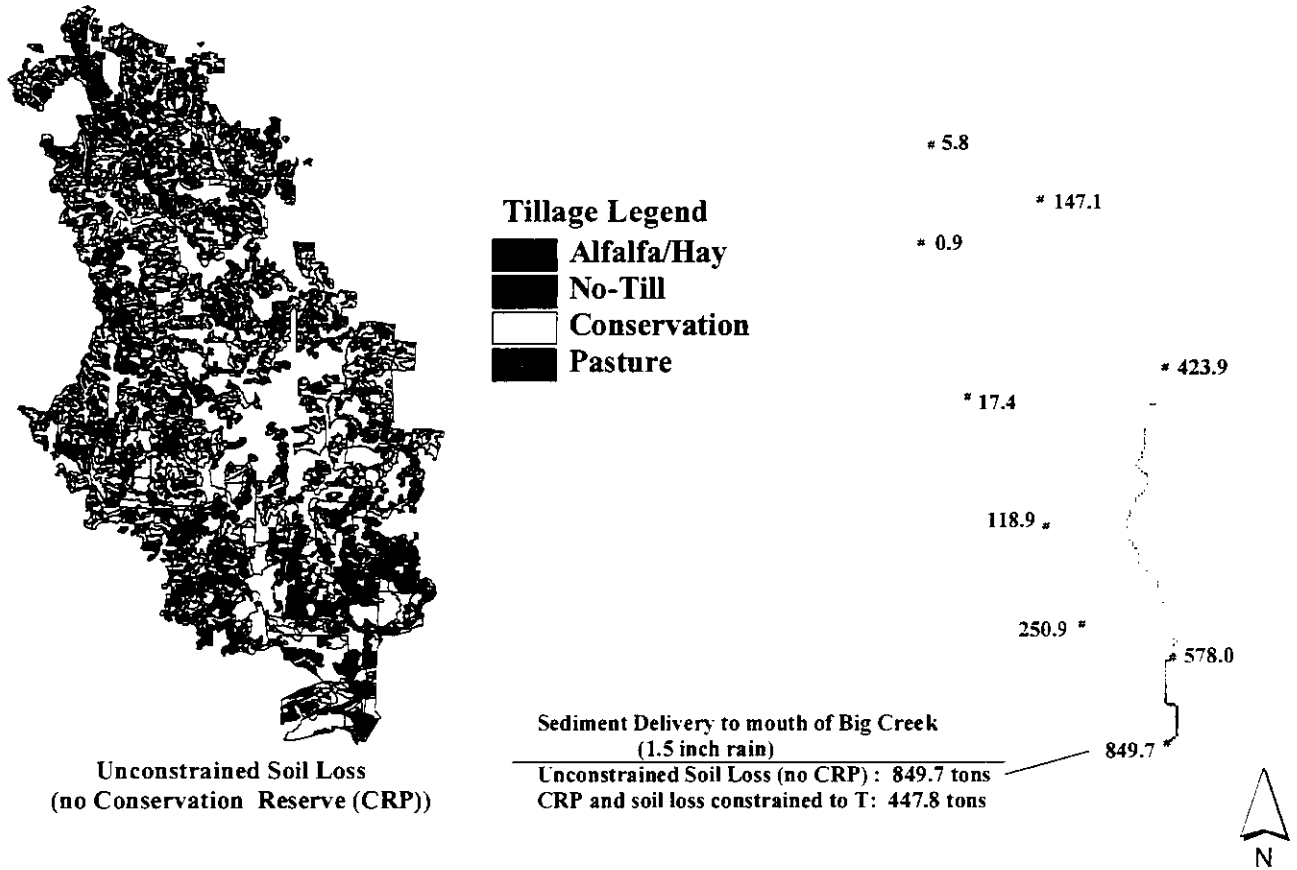 Tillage Legend
Alfalfa/Hay
No-Till
Conservation
Pasture
# 5.8
# 147.1
# 0.9
# 423.9
# 17.4
118.9 #
250.9 #
# 578.0
849.7 #
Sediment Delivery to mouth of Big Creek
(1.5 inch rain)
Unconstrained Soil Loss (no CRP) : 849.7 tons
CRP and soil loss constrained to T: 447.8 tons
Unconstrained Soil Loss
(no Conservation Reserve (CRP))
N